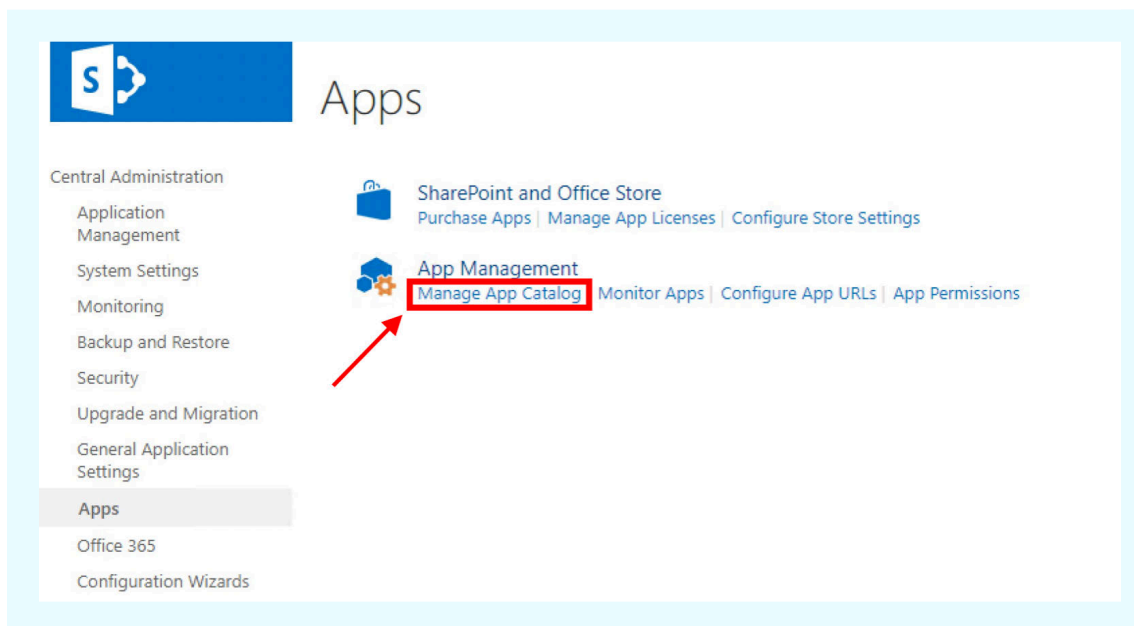 S
Apps
Central Administration
Application
Management
System Settings
Monitoring
Backup and Restore
Security
Upgrade and Migration
General Application
Settings
Apps
Office 365
Configuration Wizards
SharePoint and Office Store
Purchase Apps | Manage App Licenses | Configure Store Settings
App Management
Manage App Catalog Monitor Apps | Configure App URLs | App Permissions